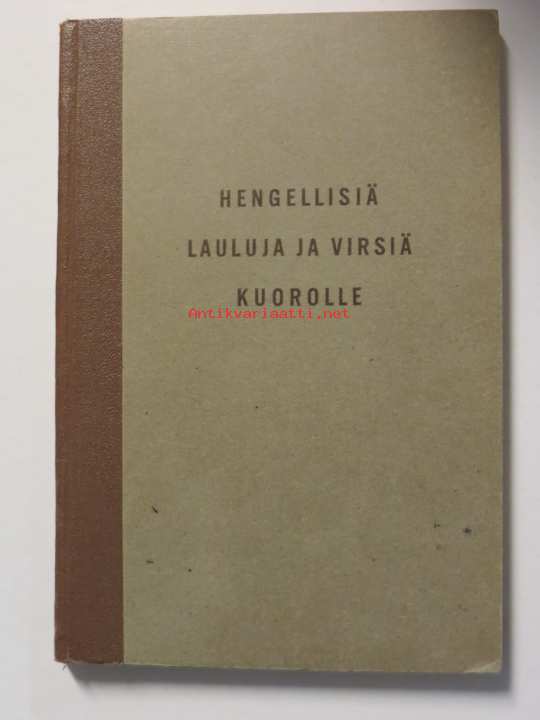 HENGELLISIÄ
LAULUJA JA VIRSIÄ
KUOROLLE
Antikvariaatti.net